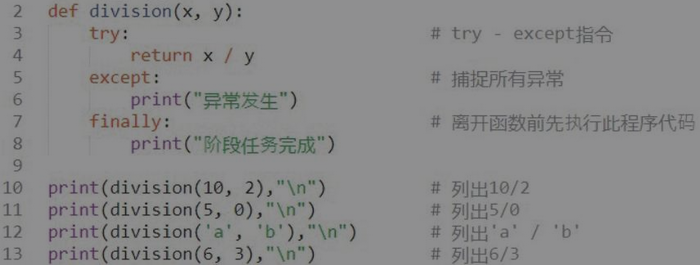 2 def division(x, y):
3     try: # try - except指令
4         return x / y
5     except: # 捕捉所有异常
6         print("异常发生")
7     finally: # 离开函数前先执行此程序代码
8         print("阶段任务完成")
9
10 print(division(10, 2),"\n") # 列出10/2
11 print(division(5, 0),"\n") # 列出5/0
12 print(division('a', 'b'),"\n") # 列出'a' / 'b'
13 print(division(6, 3),"\n") # 列出6/3